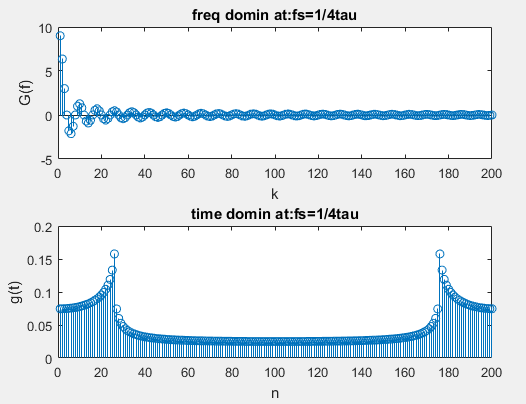 freq domin at:fs=1/4tau
10
5
0
-5
G(f)
0 20 40 60 80 100 120 140 160 180 200
k
time domin at:fs=1/4tau
0.2
0.15
0.1
0.05
0
g(t)
0 20 40 60 80 100 120 140 160 180 200
n